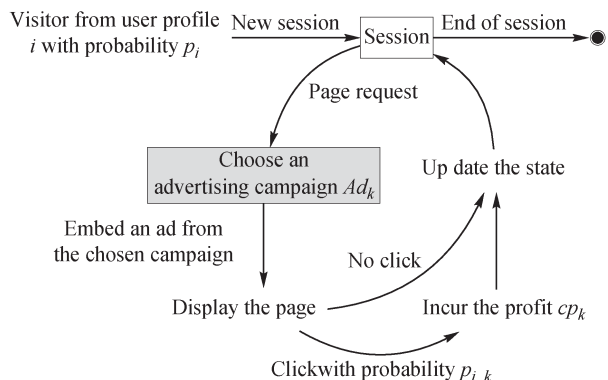 Visitor from user profile
i with probability p_i
New session
Session
End of session
Page request
Choose an
advertising campaign Ad_k
Up date the state
Embed an ad from
the chosen campaign
No click
Display the page
Incur the profit cp_k
Clickwith probability p_{i, k}